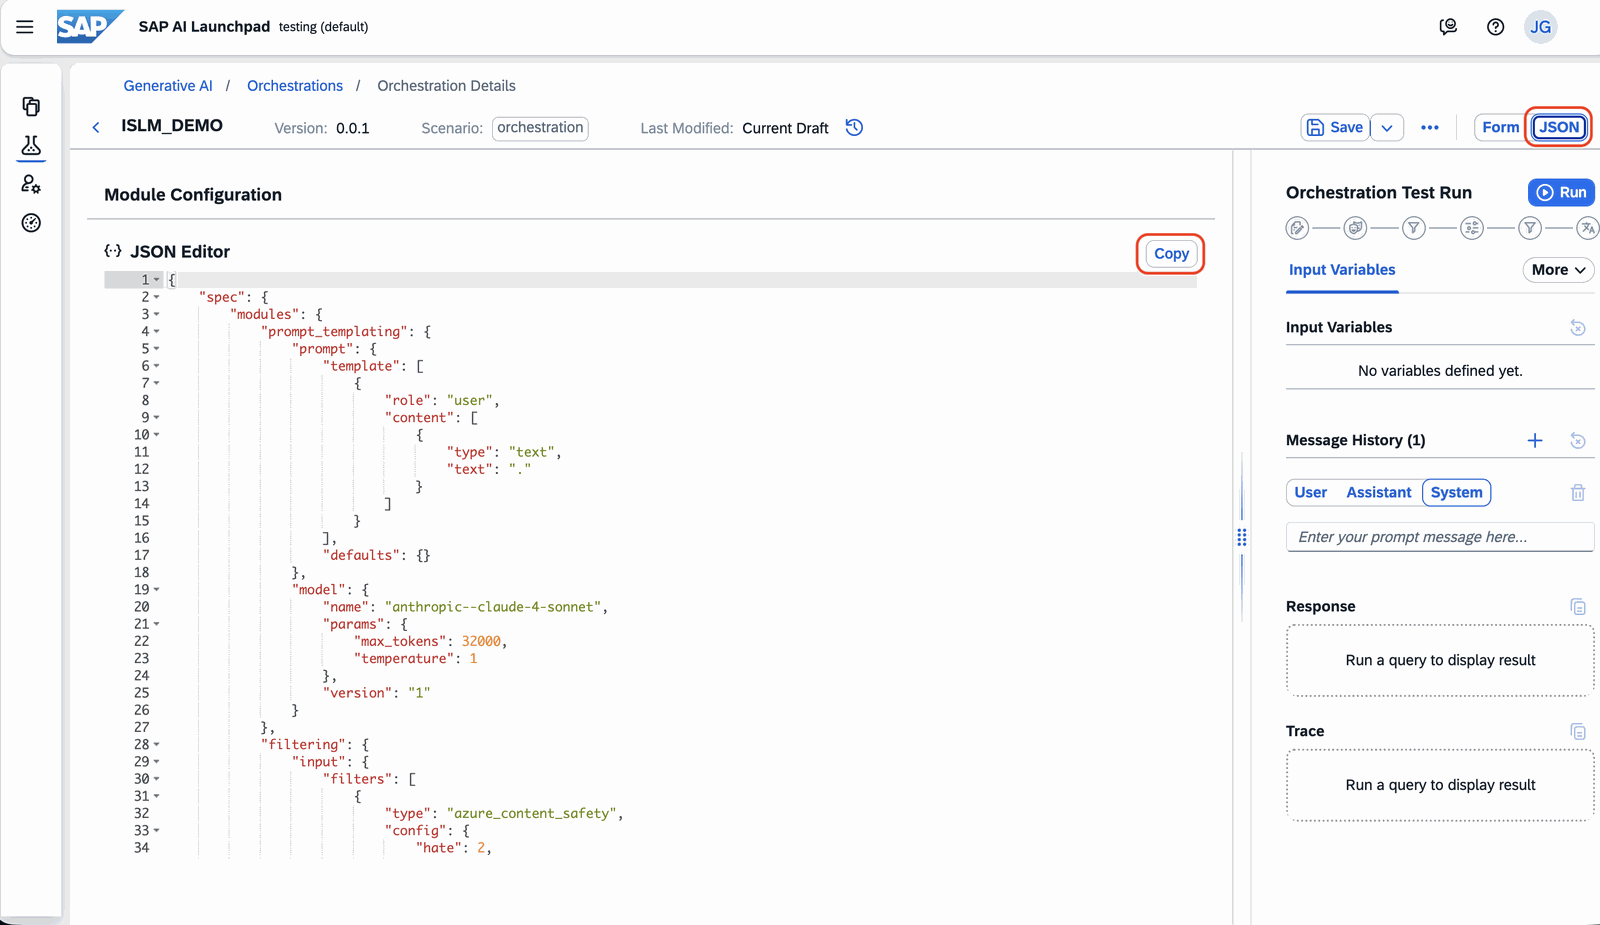 SAP SAP AI Launchpad testing (default) JG
Generative AI / Orchestrations / Orchestration Details
ISLM_DEMO Version: 0.0.1 Scenario: orchestration Last Modified: Current Draft Save Form JSON
Module Configuration
JSON Editor Copy
1 {
2 "spec": {
3 "modules": {
4 "prompt_templating": {
5 "prompt": {
6 "template": [
7 {
8 "role": "user",
9 "content": [
10 {
11 "type": "text",
12 "text": "."
13 }
14 ]
15 }
16 ],
17 "defaults": {}
18 },
19 "model": {
20 "name": "anthropic--claude-4-sonnet",
21 "params": {
22 "max_tokens": 32000,
23 "temperature": 1
24 },
25 "version": "1"
26 }
27 },
28 "filtering": {
29 "input": {
30 "filters": [
31 {
32 "type": "azure_content_safety",
33 "config": {
34 "hate": 2,
Orchestration Test Run Run
Input Variables More
Input Variables
No variables defined yet.
Message History (1)
User Assistant System
Enter your prompt message here...
Response
Run a query to display result
Trace
Run a query to display result